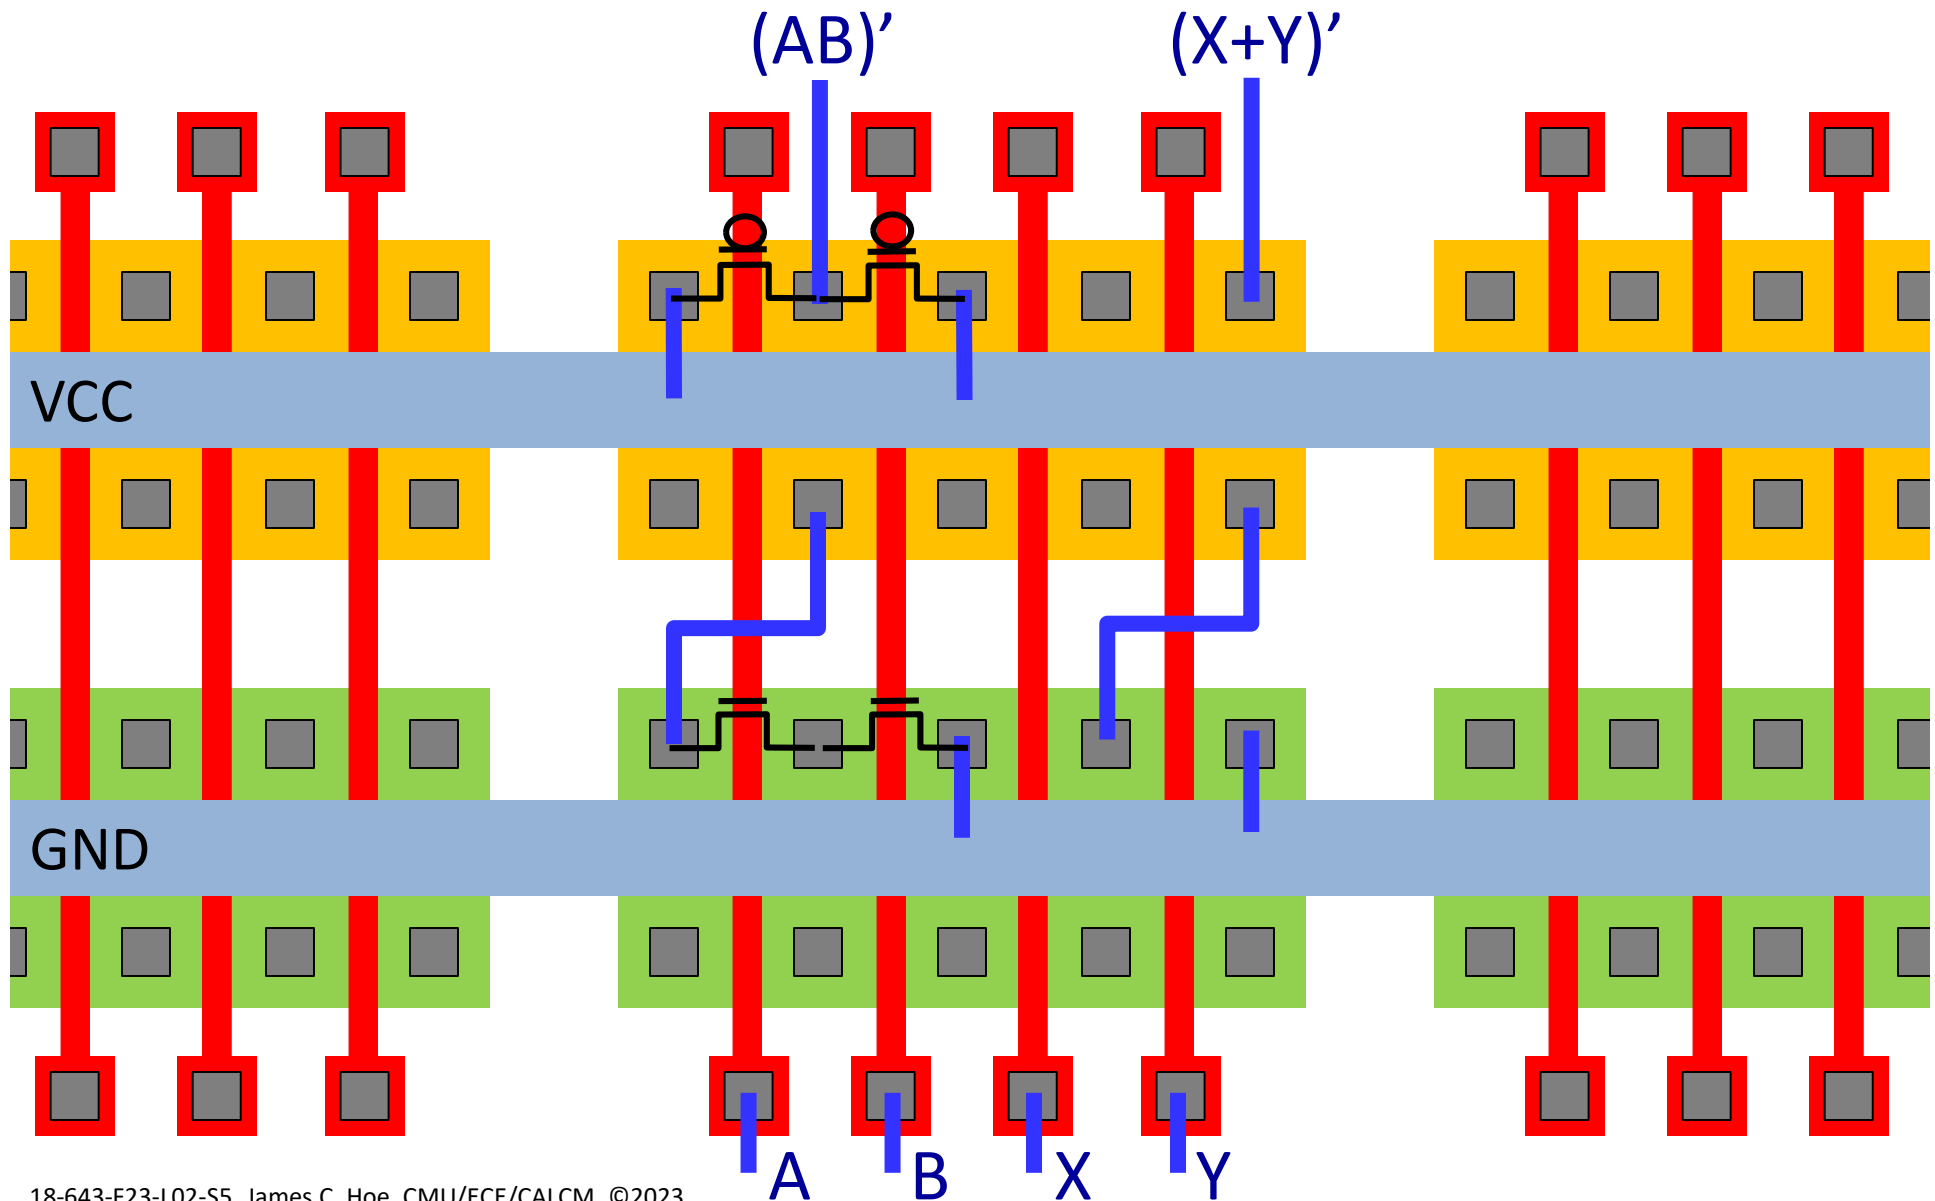 (AB)’ (X+Y)’
VCC
GND
A B X Y
18-643-F23-L02-S5, James C. Hoe, CMU/ECE/CALCM, ©2023